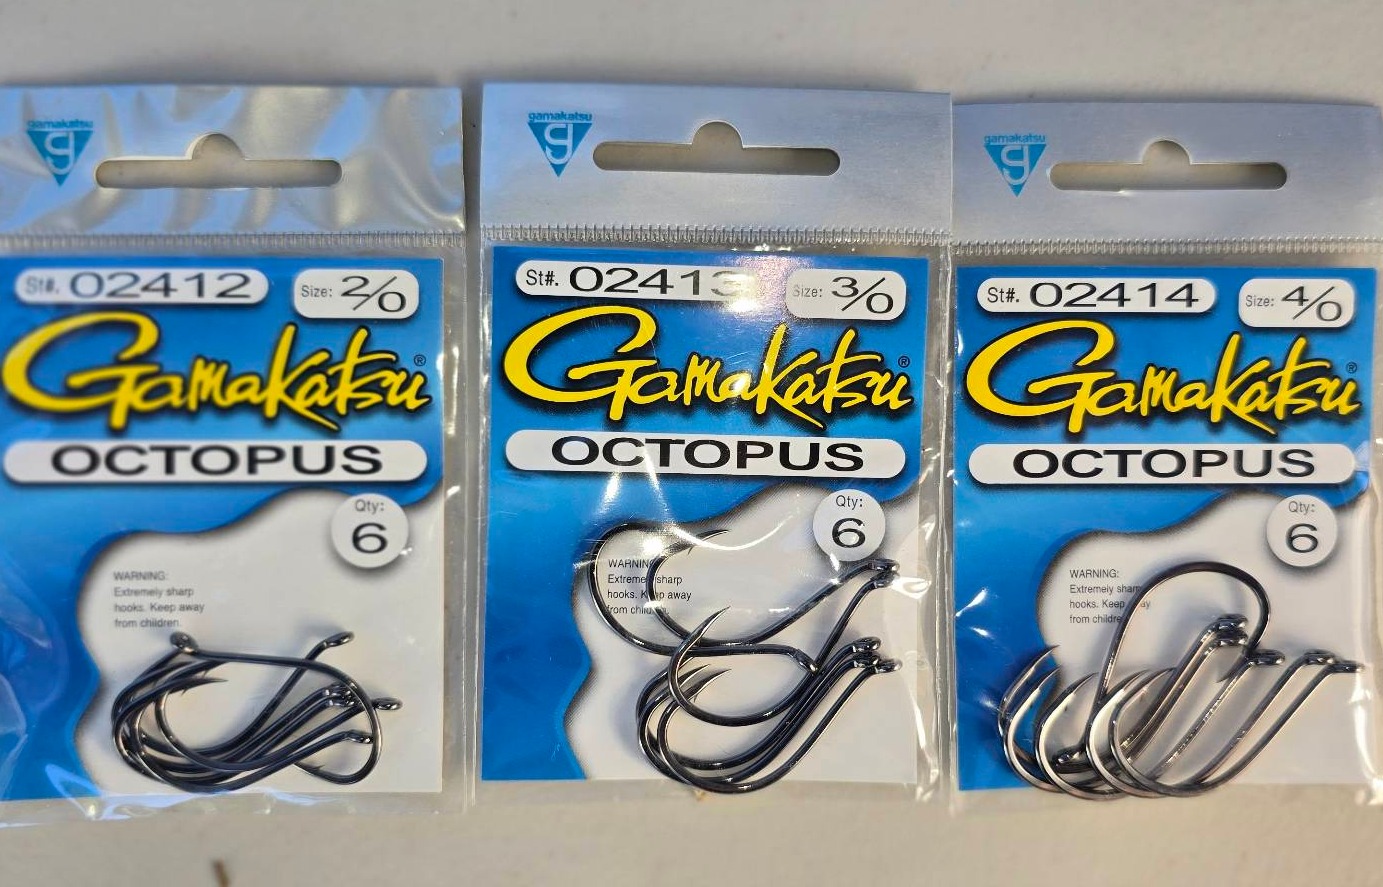 gamakatsu
St#. 02412
Size: 2/0
Gamakatsu®
OCTOPUS
Qty:
6
WARNING:
Extremely sharp
hooks. Keep away
from children.
gamakatsu
St#. 02413
Size: 3/0
Gamakatsu®
OCTOPUS
Qty:
6
WARNING
Extreme sharp
hooks. Keep away
from children.
gamakatsu
St#. 02414
Size: 4/0
Gamakatsu®
OCTOPUS
Qty:
6
WARNING:
Extremely sharp
hooks. Keep away
from children